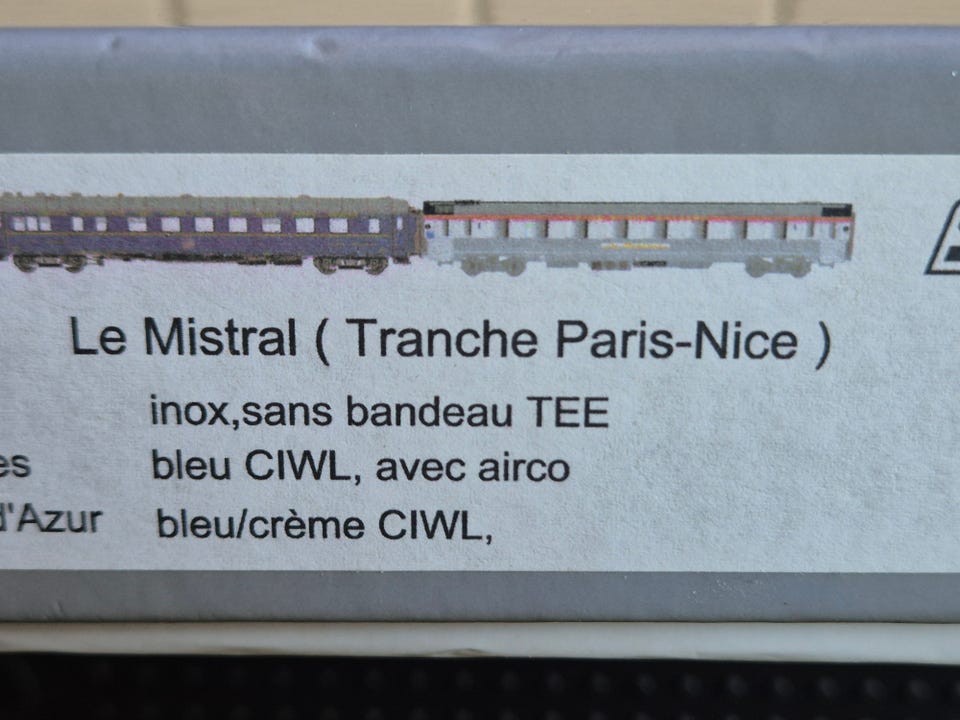 Le Mistral ( Tranche Paris-Nice )
inox,sans bandeau TEE
es bleu CIWL, avec airco
d'Azur bleu/crème CIWL,